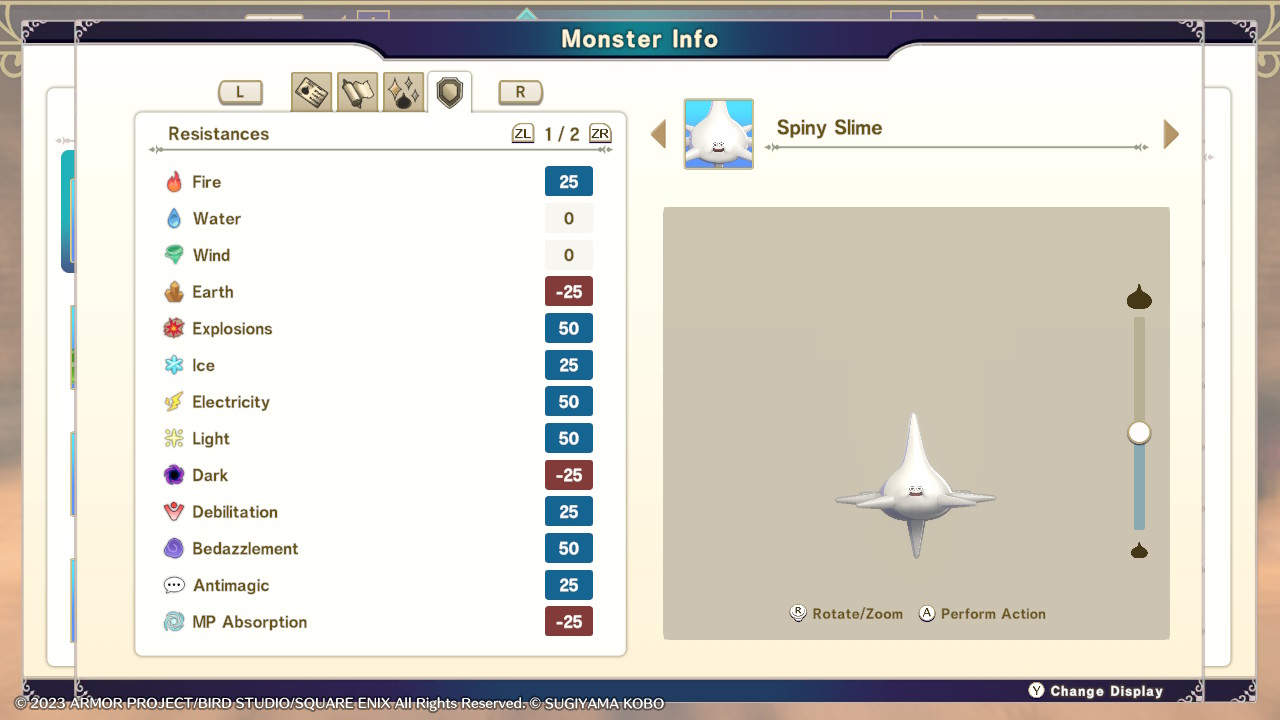 Monster Info
L
R
Resistances
ZL 1 / 2 ZR
Fire 25
Water 0
Wind 0
Earth -25
Explosions 50
Ice 25
Electricity 50
Light 50
Dark -25
Debilitation 25
Bedazzlement 50
Antimagic 25
MP Absorption -25
Spiny Slime
R Rotate/Zoom A Perform Action
Y Change Display
© 2023 ARMOR PROJECT/BIRD STUDIO/SQUARE ENIX All Rights Reserved. © SUGIYAMA KOBO